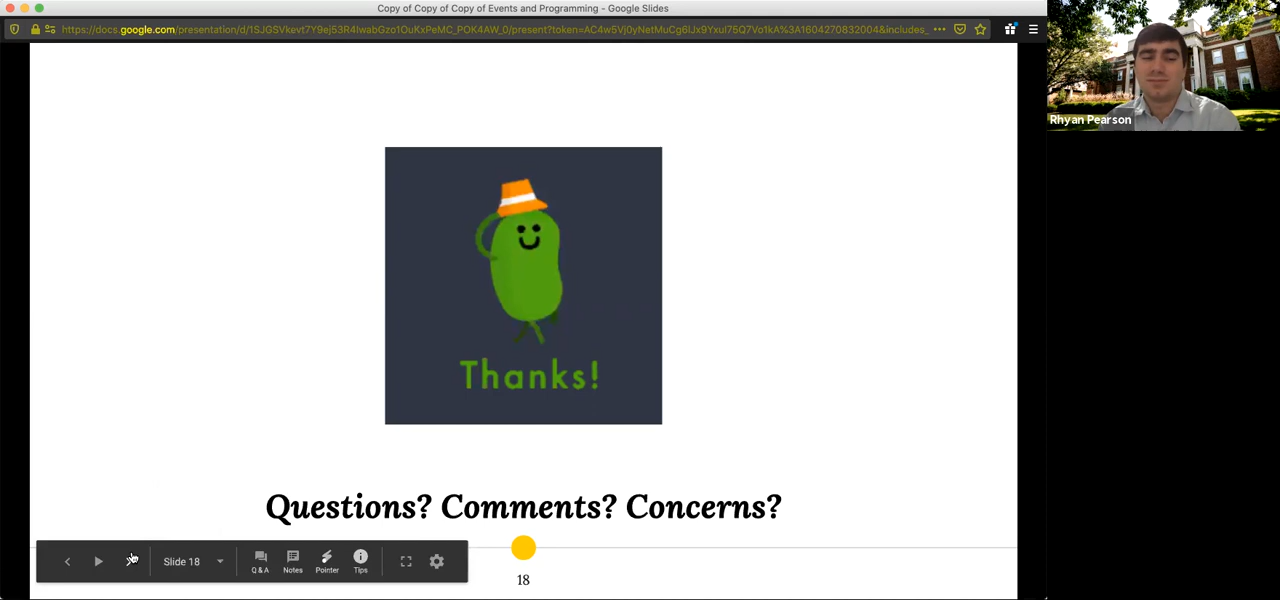 Copy of Copy of Copy of Events and Programming - Google Slides
Rhyan Pearson
Thanks!
Questions? Comments? Concerns?
18
Slide 18
Q & A
Notes
Pointer
Tips